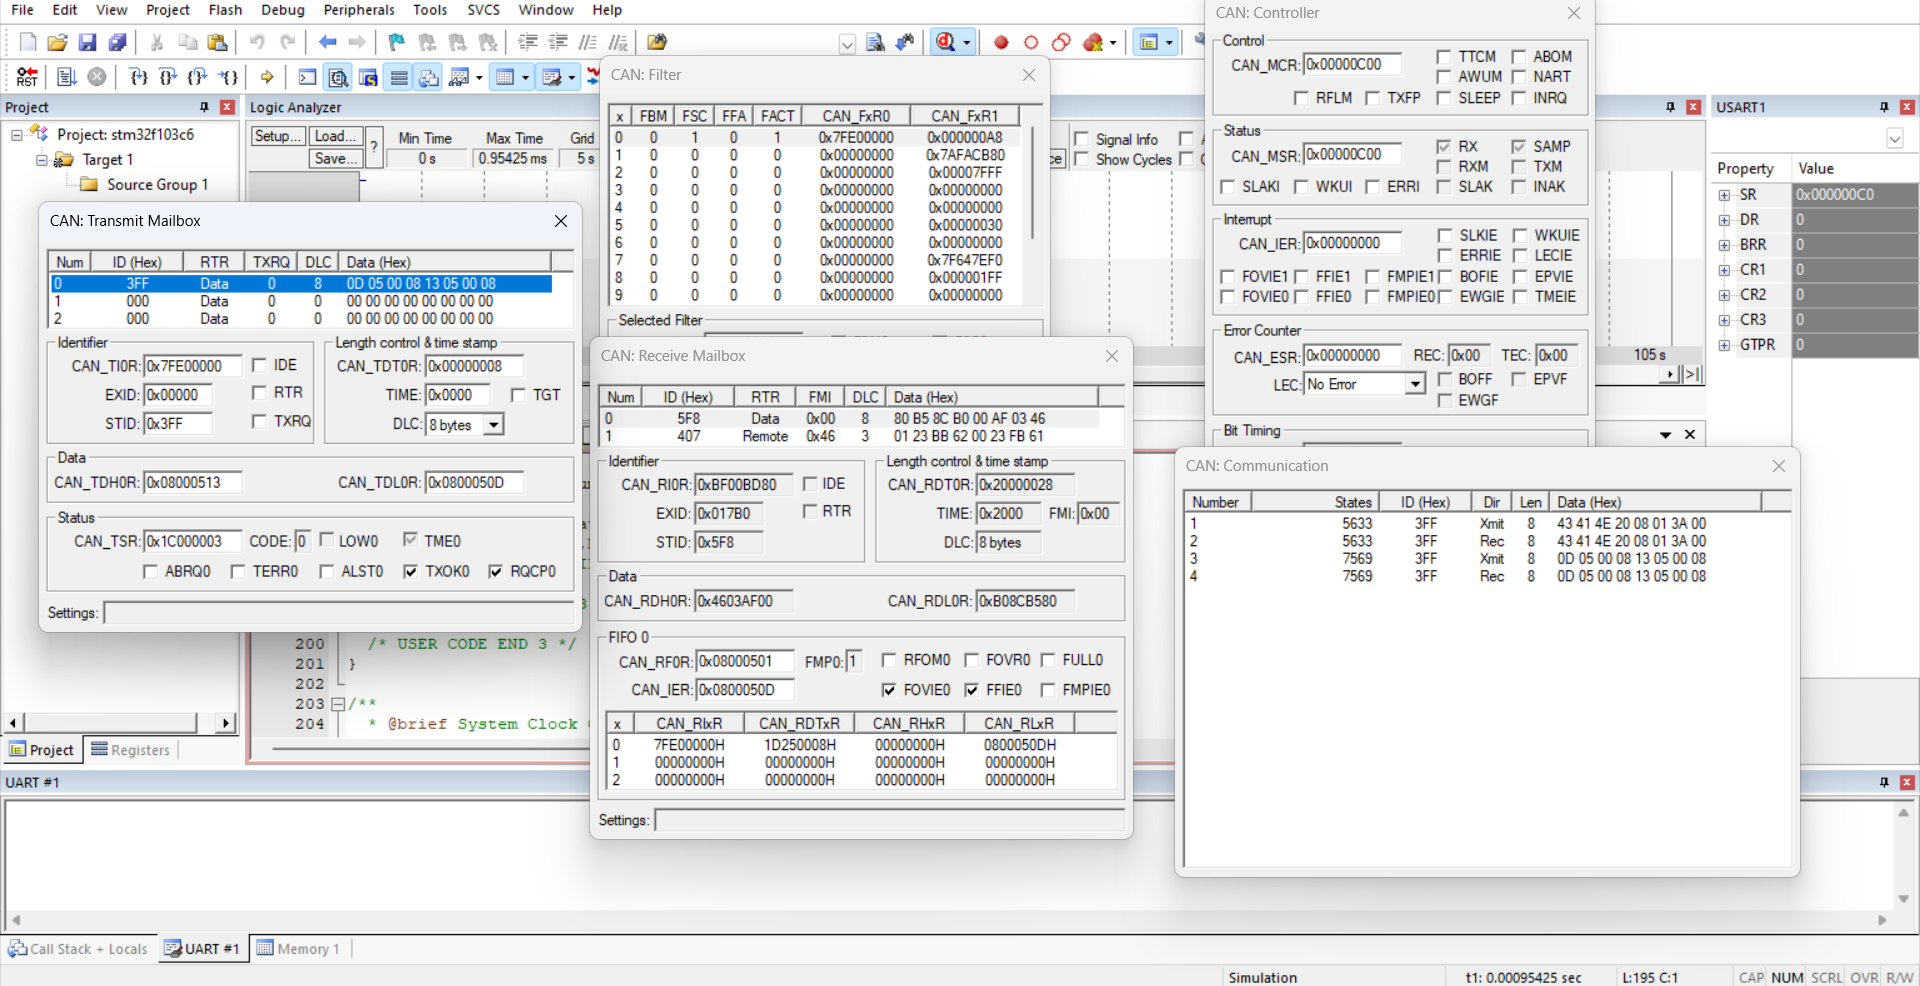 File Edit View Project Flash Debug Peripherals Tools SVCS Window Help
RST
Project
Project: stm32f103c6
Target 1
Source Group 1
Project Registers
Logic Analyzer
Setup... Load... Save... ?
Min Time Max Time Grid
0 s 0.95425 ms 5 s
Signal Info
Show Cycles
105 s
CAN: Transmit Mailbox
Num ID (Hex) RTR TXRQ DLC Data (Hex)
0 3FF Data 0 8 0D 05 00 08 13 05 00 08
1 000 Data 0 0 00 00 00 00 00 00 00 00
2 000 Data 0 0 00 00 00 00 00 00 00 00
Identifier
CAN_TI0R: 0x7FE00000 IDE
EXID: 0x00000 RTR
STID: 0x3FF TXRQ
Length control & time stamp
CAN_TDT0R: 0x00000008
TIME: 0x0000 TGT
DLC: 8 bytes
Data
CAN_TDH0R: 0x08000513 CAN_TDL0R: 0x0800050D
Status
CAN_TSR: 0x1C000003 CODE: 0 LOW0 TME0
ABRQ0 TERR0 ALST0 TXOK0 RQCP0
Settings:
200 /* USER CODE END 3 */
201 }
202
203 /**
204 * @brief System Clock
CAN: Filter
x FBM FSC FFA FACT CAN_FxR0 CAN_FxR1
0 0 1 0 1 0x7FE00000 0x000000A8
1 0 0 0 0 0x00000000 0x7AFACB80
2 0 0 0 0 0x00000000 0x00007FFF
3 0 0 0 0 0x00000000 0x00000000
4 0 0 0 0 0x00000000 0x00000000
5 0 0 0 0 0x00000000 0x00000030
6 0 0 0 0 0x00000000 0x00000000
7 0 0 0 0 0x00000000 0x7F647EF0
8 0 0 0 0 0x00000000 0x000001FF
9 0 0 0 0 0x00000000 0x00000000
Selected Filter
CAN: Receive Mailbox
Num ID (Hex) RTR FMI DLC Data (Hex)
0 5F8 Data 0x00 8 80 B5 8C B0 00 AF 03 46
1 407 Remote 0x46 3 01 23 BB 62 00 23 FB 61
Identifier
CAN_RI0R: 0xBF00BD80 IDE
EXID: 0x017B0 RTR
STID: 0x5F8
Length control & time stamp
CAN_RDT0R: 0x20000028
TIME: 0x2000 FMI: 0x00
DLC: 8 bytes
Data
CAN_RDH0R: 0x4603AF00 CAN_RDL0R: 0xB08CB580
FIFO 0
CAN_RF0R: 0x08000501 FMP0: 1 RFOM0 FOVR0 FULL0
CAN_IER: 0x0800050D FOVIE0 FFIE0 FMPIE0
x CAN_RIxR CAN_RDTxR CAN_RHxR CAN_RLxR
0 7FE00000H 1D250008H 00000000H 0800050DH
1 00000000H 00000000H 00000000H 00000000H
2 00000000H 00000000H 00000000H 00000000H
Settings:
CAN: Controller
Control
CAN_MCR: 0x00000C00 TTCM ABOM
AWUM NART
RFLM TXFP SLEEP INRQ
Status
CAN_MSR: 0x00000C00 RX SAMP
RXM TXM
SLAKI WKUI ERRI SLAK INAK
Interrupt
CAN_IER: 0x00000000 SLKIE WKUIE
ERRIE LECIE
FOVIE1 FFIE1 FMPIE1 BOFIE EPVIE
FOVIE0 FFIE0 FMPIE0 EWGIE TMEIE
Error Counter
CAN_ESR: 0x00000000 REC: 0x00 TEC: 0x00
LEC: No Error BOFF EPVF
EWGF
Bit Timing
CAN: Communication
Number States ID (Hex) Dir Len Data (Hex)
1 5633 3FF Xmit 8 43 41 4E 20 08 01 3A 00
2 5633 3FF Rec 8 43 41 4E 20 08 01 3A 00
3 7569 3FF Xmit 8 0D 05 00 08 13 05 00 08
4 7569 3FF Rec 8 0D 05 00 08 13 05 00 08
USART1
Property Value
SR 0x000000C0
DR 0
BRR 0
CR1 0
CR2 0
CR3 0
GTPR 0
UART #1
Call Stack + Locals UART #1 Memory 1
Simulation t1: 0.00095425 sec L:195 C:1 CAP NUM SCRL OVR R/W